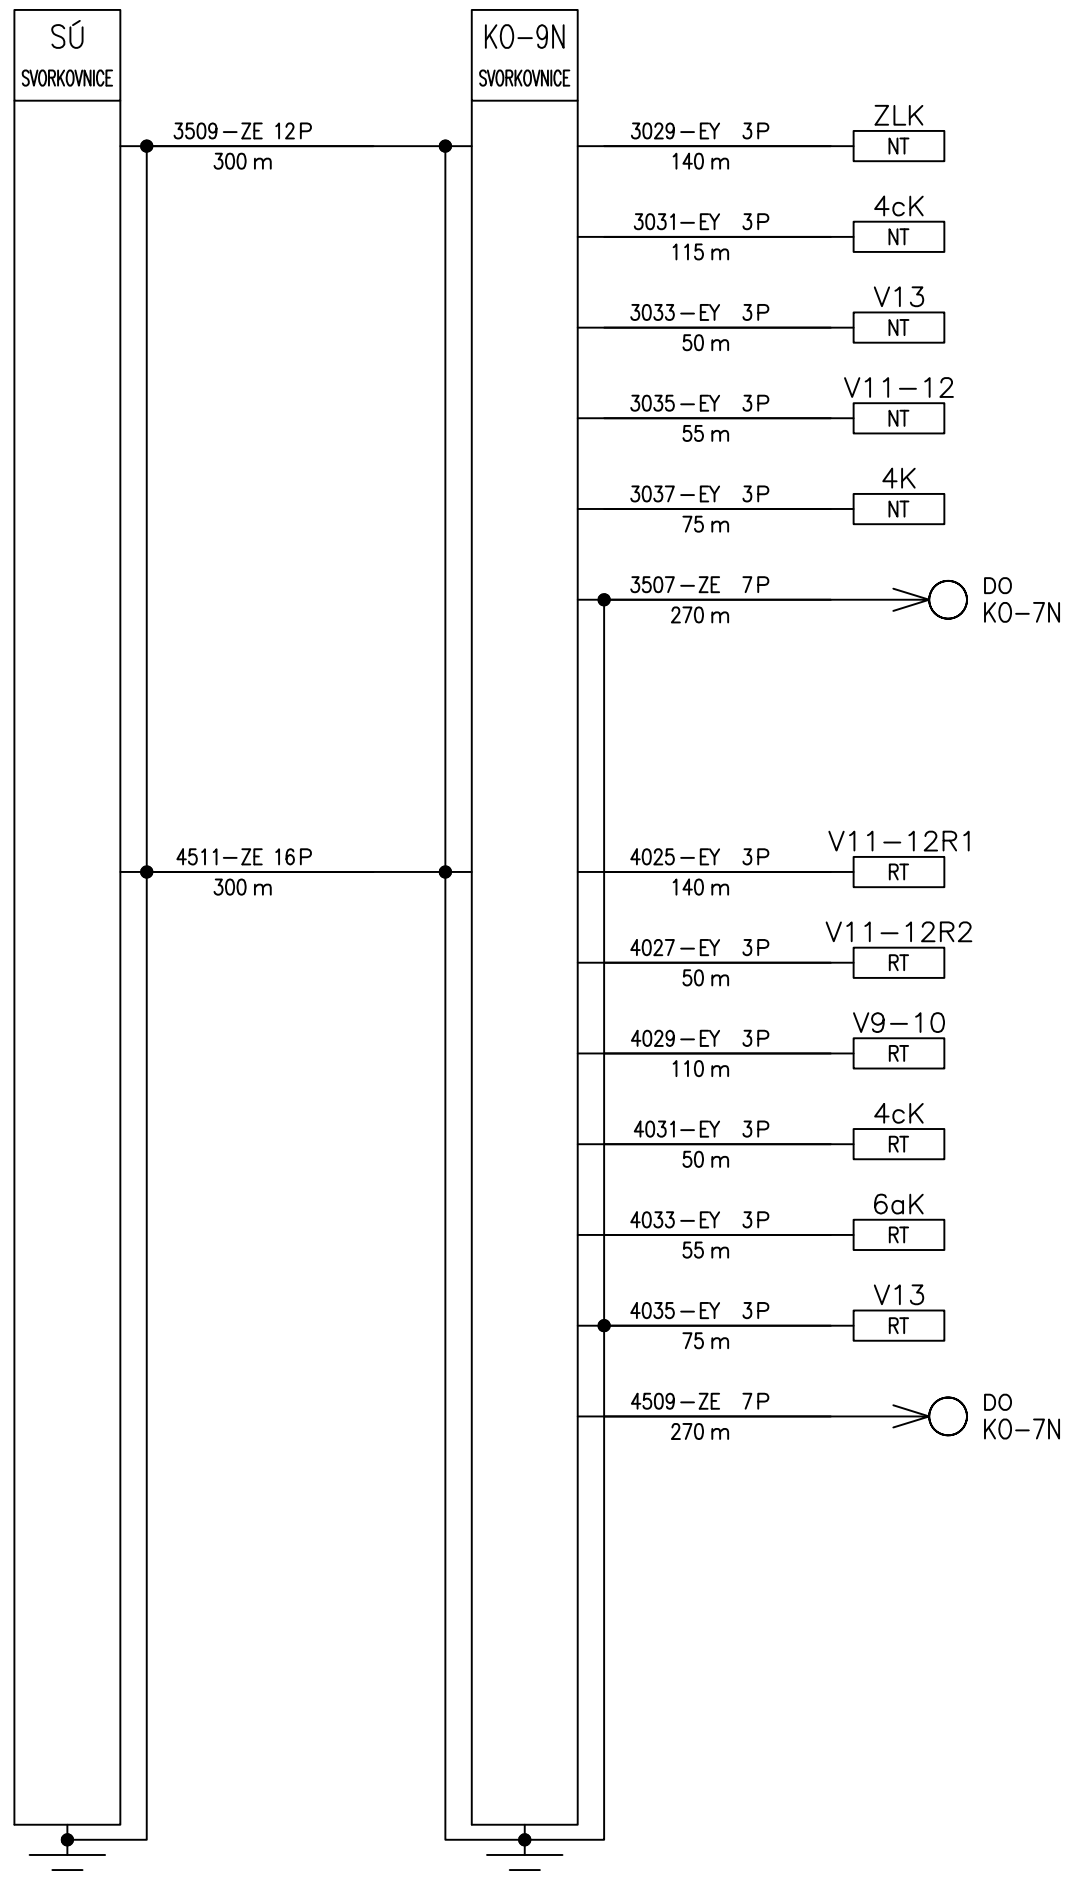 SÚ
SVORKOVNICE
KO-9N
SVORKOVNICE
3509-ZE 12P
300 m
3029-EY 3P
140 m
ZLK
NT
3031-EY 3P
115 m
4cK
NT
3033-EY 3P
50 m
V13
NT
3035-EY 3P
55 m
V11-12
NT
3037-EY 3P
75 m
4K
NT
3507-ZE 7P
270 m
DO
KO-7N
4511-ZE 16P
300 m
4025-EY 3P
140 m
V11-12R1
RT
4027-EY 3P
50 m
V11-12R2
RT
4029-EY 3P
110 m
V9-10
RT
4031-EY 3P
50 m
4cK
RT
4033-EY 3P
55 m
6aK
RT
4035-EY 3P
75 m
V13
RT
4509-ZE 7P
270 m
DO
KO-7N